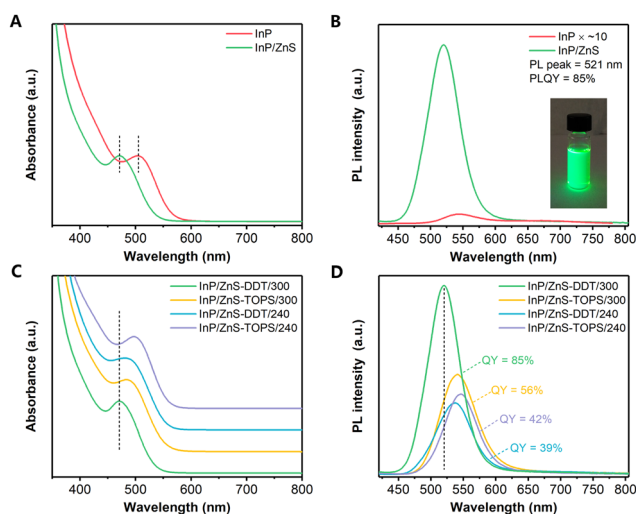 A
InP
InP/ZnS
Absorbance (a.u.)
400 500 600 700 800
Wavelength (nm)
B
InP × ~10
InP/ZnS
PL peak = 521 nm
PLQY = 85%
PL intensity (a.u.)
450 500 550 600 650 700 750 800
Wavelength (nm)
C
InP/ZnS-DDT/300
InP/ZnS-TOPS/300
InP/ZnS-DDT/240
InP/ZnS-TOPS/240
Absorbance (a.u.)
400 500 600 700 800
Wavelength (nm)
D
InP/ZnS-DDT/300
InP/ZnS-TOPS/300
InP/ZnS-DDT/240
InP/ZnS-TOPS/240
QY = 85%
QY = 56%
QY = 42%
QY = 39%
PL intensity (a.u.)
450 500 550 600 650 700 750 800
Wavelength (nm)